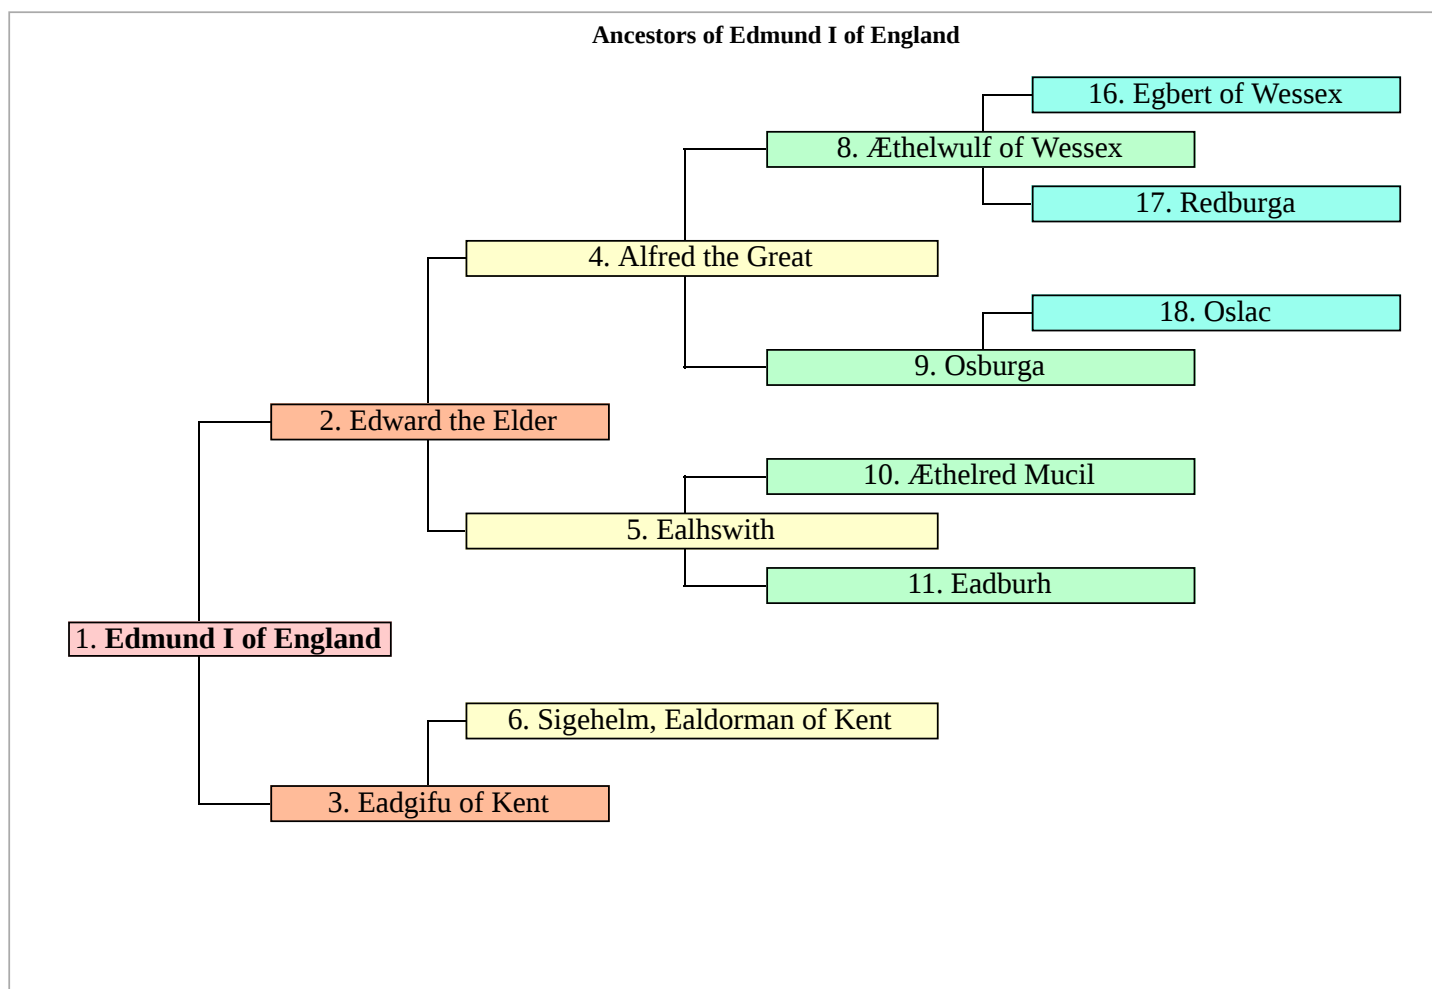 Ancestors of Edmund I of England
16. Egbert of Wessex
8. Æthelwulf of Wessex
17. Redburga
4. Alfred the Great
18. Oslac
9. Osburga
2. Edward the Elder
10. Æthelred Mucil
5. Ealhswith
11. Eadburh
1. Edmund I of England
6. Sigehelm, Ealdorman of Kent
3. Eadgifu of Kent